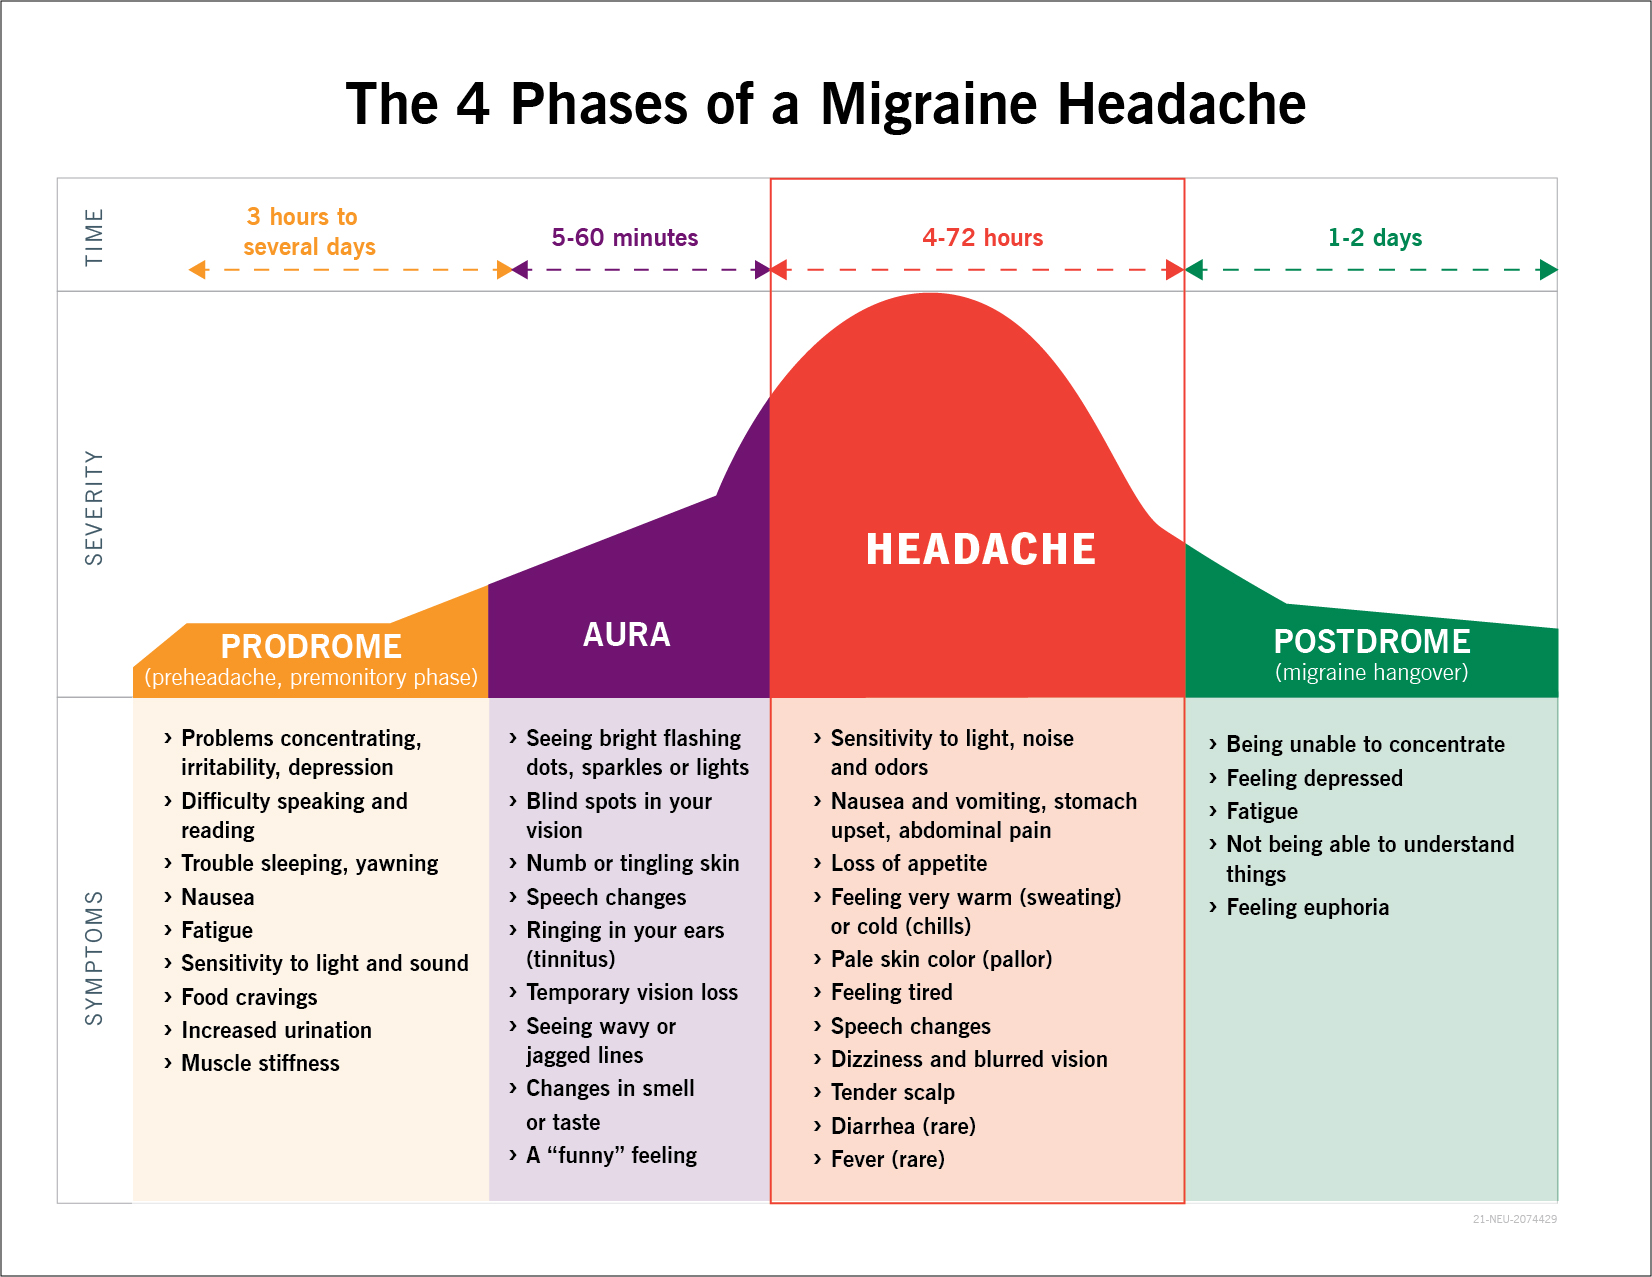 The 4 Phases of a Migraine Headache
TIME
3 hours to
several days
5-60 minutes
4-72 hours
1-2 days
SEVERITY
PRODROME
(preheadache, premonitory phase)
AURA
HEADACHE
POSTDROME
(migraine hangover)
SYMPTOMS
› Problems concentrating,
irritability, depression
› Difficulty speaking and
reading
› Trouble sleeping, yawning
› Nausea
› Fatigue
› Sensitivity to light and sound
› Food cravings
› Increased urination
› Muscle stiffness
› Seeing bright flashing
dots, sparkles or lights
› Blind spots in your
vision
› Numb or tingling skin
› Speech changes
› Ringing in your ears
(tinnitus)
› Temporary vision loss
› Seeing wavy or
jagged lines
› Changes in smell
or taste
› A “funny” feeling
› Sensitivity to light, noise
and odors
› Nausea and vomiting, stomach
upset, abdominal pain
› Loss of appetite
› Feeling very warm (sweating)
or cold (chills)
› Pale skin color (pallor)
› Feeling tired
› Speech changes
› Dizziness and blurred vision
› Tender scalp
› Diarrhea (rare)
› Fever (rare)
› Being unable to concentrate
› Feeling depressed
› Fatigue
› Not being able to understand
things
› Feeling euphoria
21-NEU-2074429